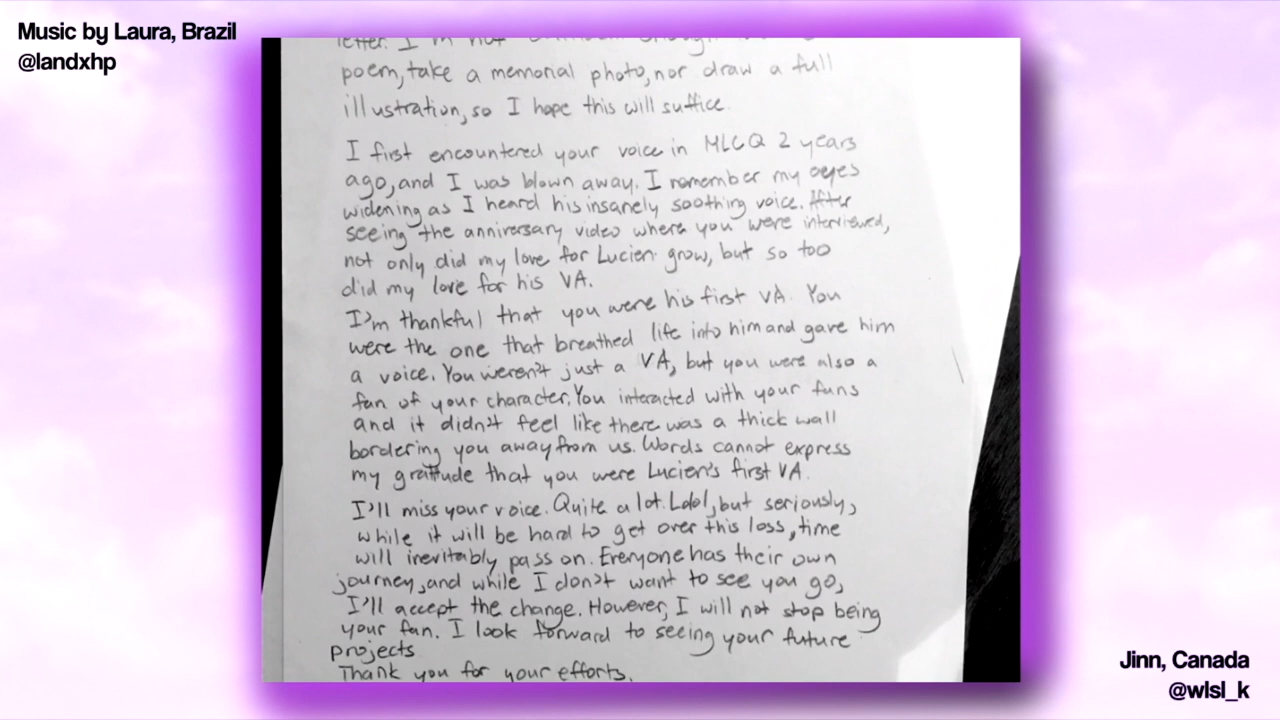 Music by Laura, Brazil
@landxhp
letter. I'm not
poem, take a memorial photo, nor draw a full
illustration, so I hope this will suffice.
I first encountered your voice in MLCQ 2 years
ago, and I was blown away. I remember my eyes
widening as I heard his insanely soothing voice. After
seeing the anniversary video where you were interviewed,
not only did my love for Lucien grow, but so too
did my love for his VA.
I'm thankful that you were his first VA. You
were the one that breathed life into him and gave him
a voice. You weren't just a VA, but you were also a
fan of your character. You interacted with your fans
and it didn't feel like there was a thick wall
bordering you away from us. Words cannot express
my gratitude that you were Lucien's first VA.
I'll miss your voice. Quite a lot. Lolol, but seriously,
while it will be hard to get over this loss, time
will inevitably pass on. Everyone has their own
journey, and while I don't want to see you go,
I'll accept the change. However, I will not stop being
your fan. I look forward to seeing your future
projects
Thank you for your efforts.
Jinn, Canada
@wlsl_k